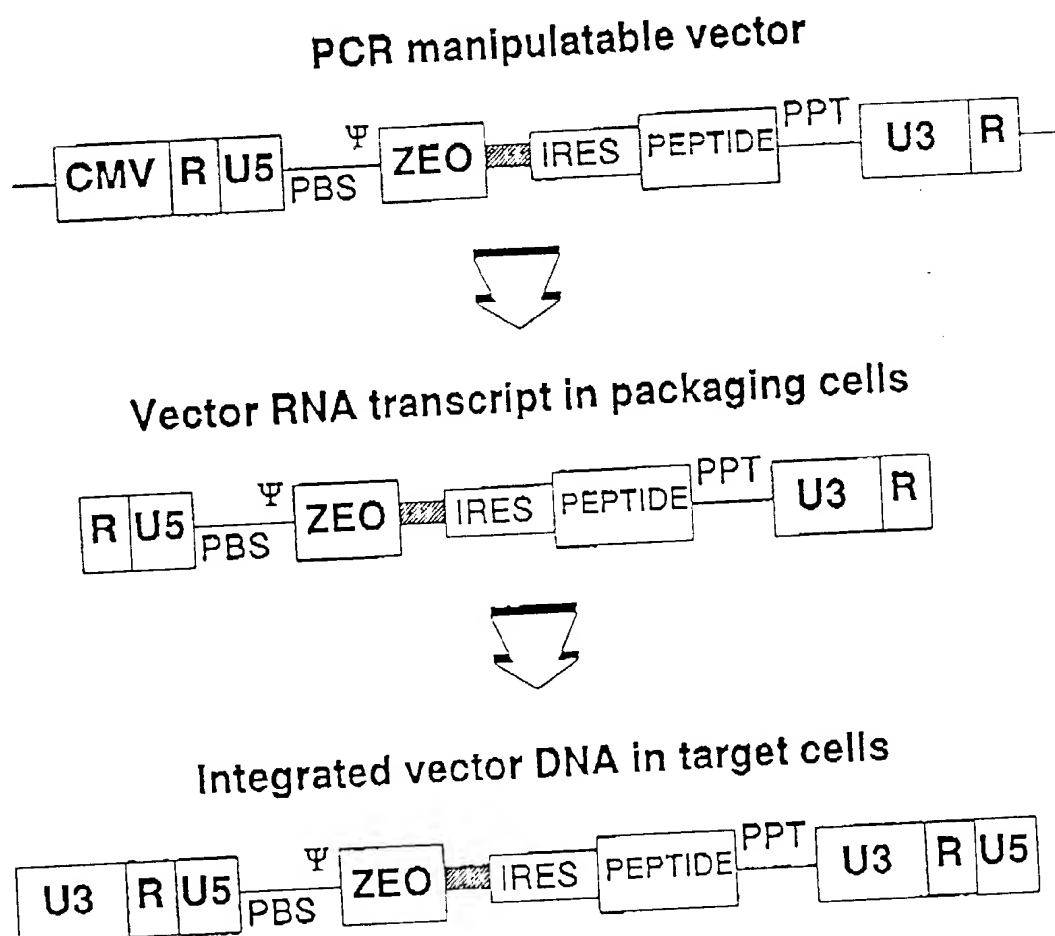 PCR manipulatable vector
CMV R U5 PBS Ψ ZEO IRES PEPTIDE PPT U3 R
Vector RNA transcript in packaging cells
R U5 PBS Ψ ZEO IRES PEPTIDE PPT U3 R
Integrated vector DNA in target cells
U3 R U5 PBS Ψ ZEO IRES PEPTIDE PPT U3 R U5